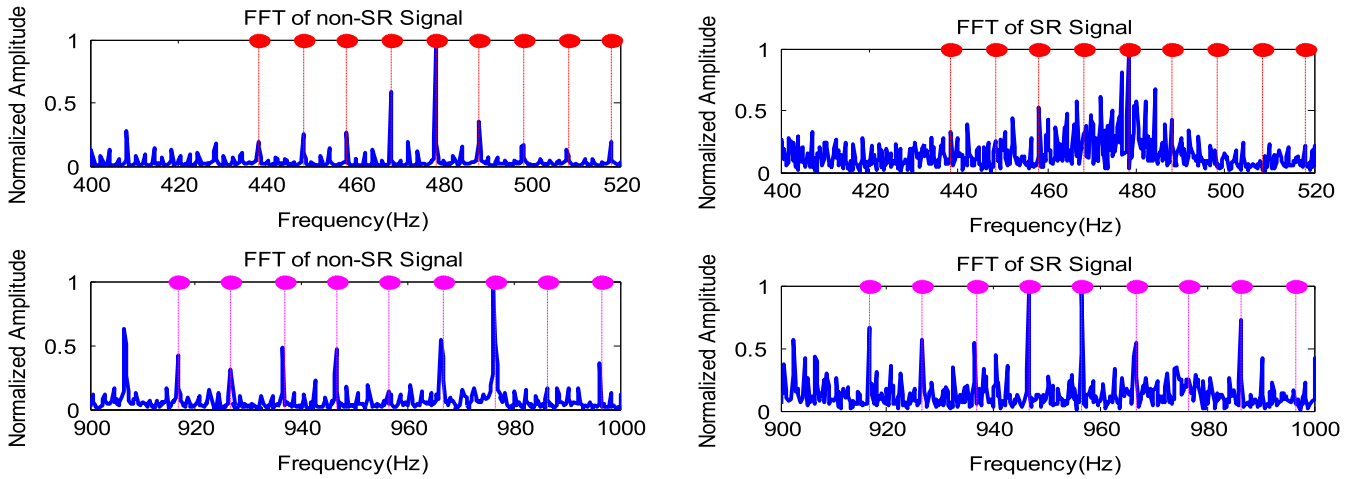 FFT of non-SR Signal
Normalized Amplitude
1
0.5
0
400 420 440 460 480 500 520
Frequency(Hz)
FFT of SR Signal
Normalized Amplitude
1
0.5
0
400 420 440 460 480 500 520
Frequency(Hz)
FFT of non-SR Signal
Normalized Amplitude
1
0.5
0
900 920 940 960 980 1000
Frequency(Hz)
FFT of SR Signal
Normalized Amplitude
1
0.5
0
900 920 940 960 980 1000
Frequency(Hz)